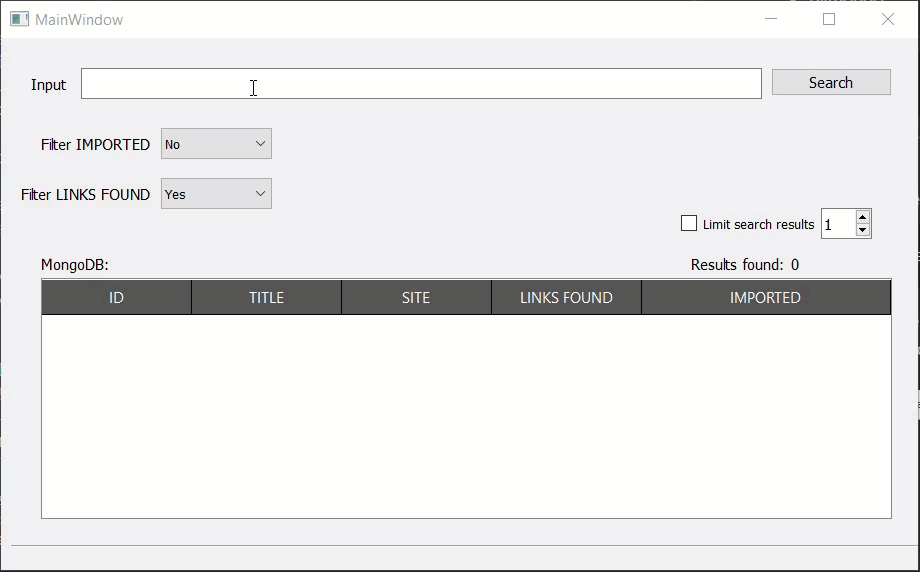 MainWindow
Input Search
Filter IMPORTED No
Filter LINKS FOUND Yes
Limit search results 1
MongoDB: Results found: 0
ID TITLE SITE LINKS FOUND IMPORTED